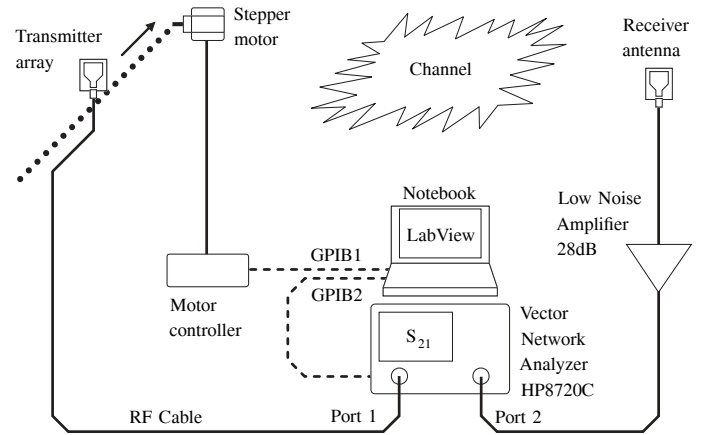 Transmitter
array
Stepper
motor
Channel
Receiver
antenna
Notebook
LabView
Low Noise
Amplifier
28dB
GPIB1
GPIB2
Motor
controller
S21
Vector
Network
Analyzer
HP8720C
RF Cable
Port 1
Port 2